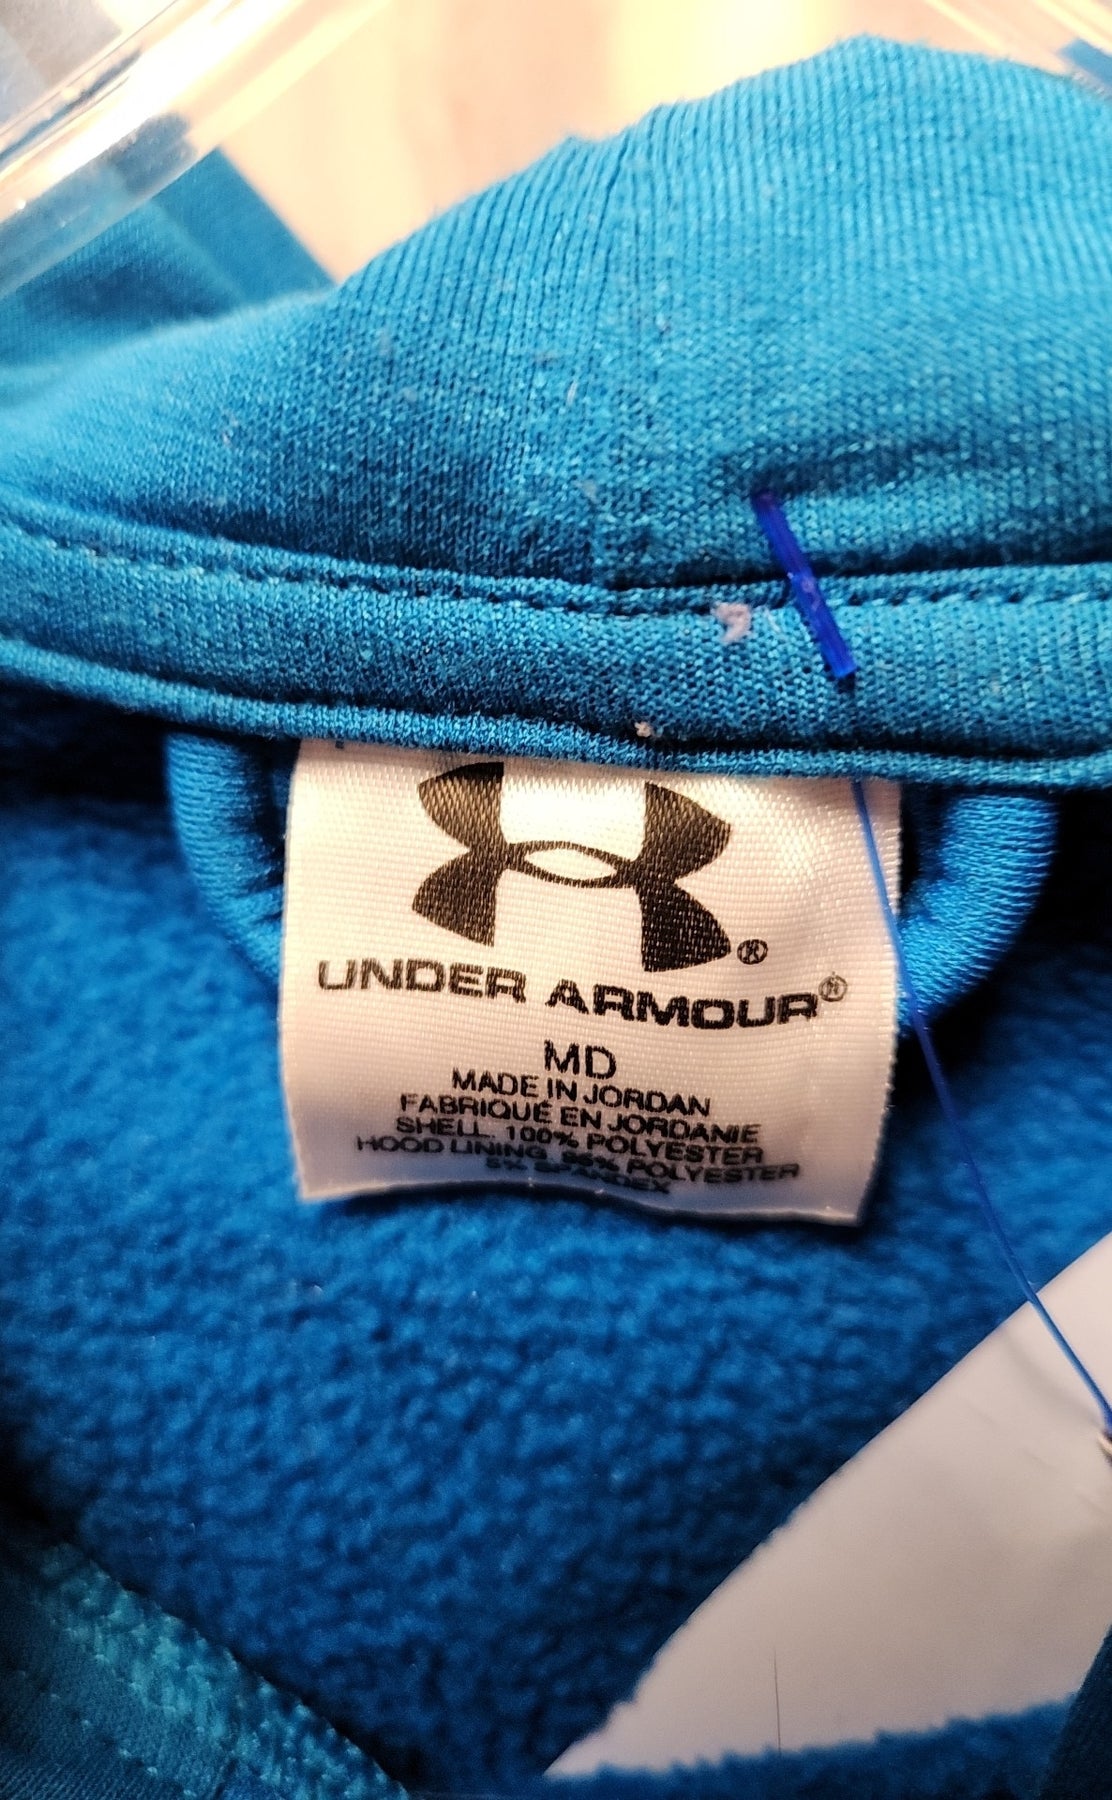 ®
UNDER ARMOUR®
MD
MADE IN JORDAN
FABRIQUÉ EN JORDANIE
SHELL. 100% POLYESTER
HOOD LINING. 95% POLYESTER
5% SPANDEX